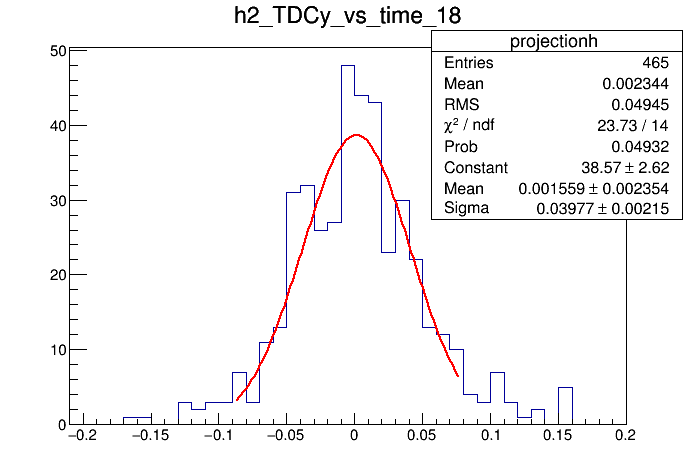 h2_TDCy_vs_time_18
projectionh
Entries 465
Mean 0.002344
RMS 0.04945
χ² / ndf 23.73 / 14
Prob 0.04932
Constant 38.57 ± 2.62
Mean 0.001559 ± 0.002354
Sigma 0.03977 ± 0.00215
50
40
30
20
10
0
−0.2 −0.15 −0.1 −0.05 0 0.05 0.1 0.15 0.2